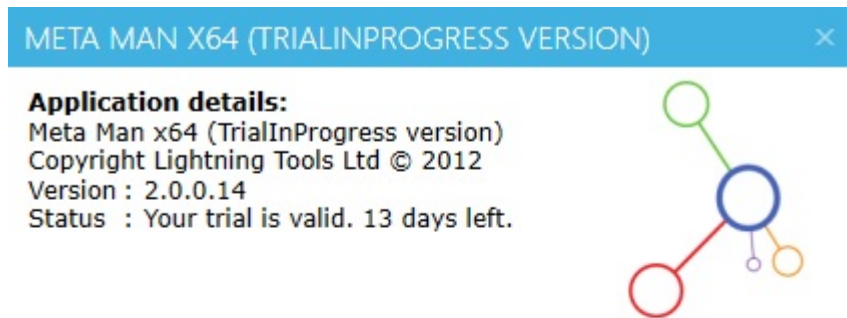 META MAN X64 (TRIALINPROGRESS VERSION)
Application details:
Meta Man x64 (TrialInProgress version)
Copyright Lightning Tools Ltd © 2012
Version : 2.0.0.14
Status : Your trial is valid. 13 days left.